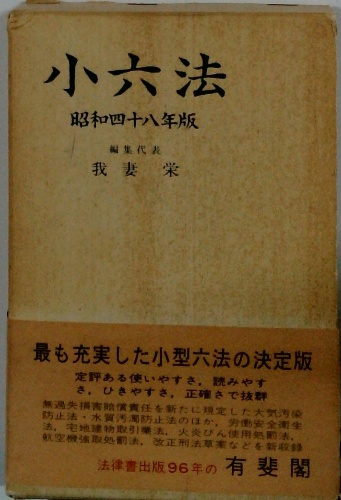 小六法
昭和四十八年版
編集代表
我妻 栄
最も充実した小型六法の決定版
定評ある使いやすさ，読みやす
さ，ひきやすさ，正確さで抜群
無過失損害賠償責任を新たに規定した大気汚染
防止法・水質汚濁防止法のほか，労働安全衛生
法，宅地建物取引業法，火炎びん使用処罰法，
航空機強取処罰法，改正刑法草案などを新収録
法律書出版96年の 有斐閣